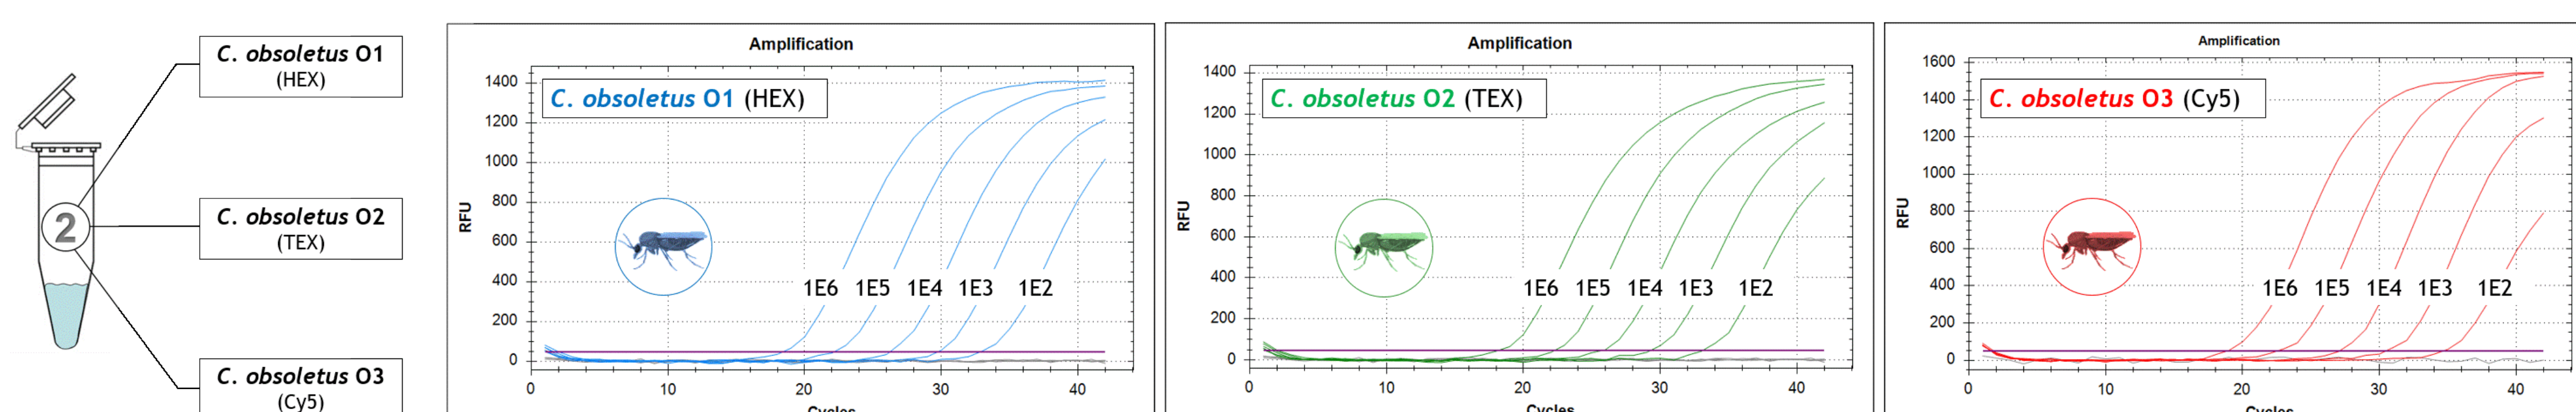 C. obsoletus O1
(HEX)
2
C. obsoletus O2
(TEX)
C. obsoletus O3
(Cy5)
Amplification
C. obsoletus O1 (HEX)
RFU
1400
1200
1000
800
600
400
200
0
1E6 1E5 1E4 1E3 1E2
0 10 20 30 40
Cycles
Amplification
C. obsoletus O2 (TEX)
RFU
1400
1200
1000
800
600
400
200
0
1E6 1E5 1E4 1E3 1E2
0 10 20 30 40
Cycles
Amplification
C. obsoletus O3 (Cy5)
RFU
1600
1400
1200
1000
800
600
400
200
0
1E6 1E5 1E4 1E3 1E2
0 10 20 30 40
Cycles